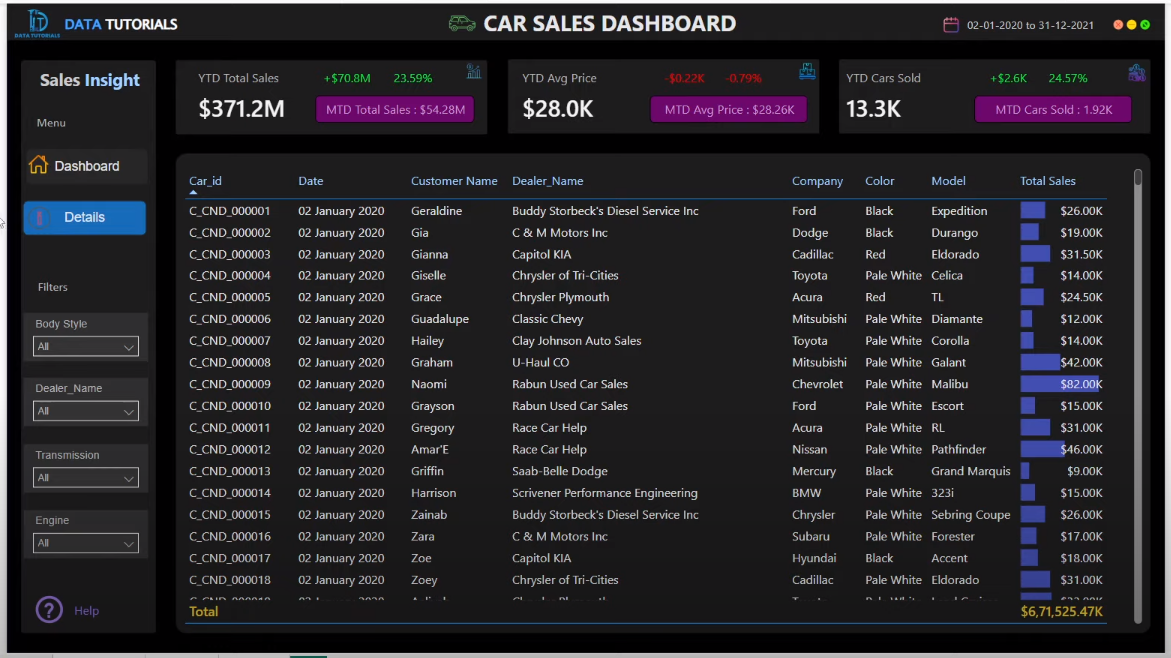 DATA TUTORIALS
DATA TUTORIALS
CAR SALES DASHBOARD
02-01-2020 to 31-12-2021
Sales Insight
Menu
Dashboard
Details
Filters
Body Style
All
Dealer_Name
All
Transmission
All
Engine
All
? Help
YTD Total Sales +$70.8M 23.59%
$371.2M MTD Total Sales : $54.28M
YTD Avg Price -$0.22K -0.79%
$28.0K MTD Avg Price : $28.26K
YTD Cars Sold +$2.6K 24.57%
13.3K MTD Cars Sold : 1.92K
Car_id Date Customer Name Dealer_Name Company Color Model Total Sales
C_CND_000001 02 January 2020 Geraldine Buddy Storbeck's Diesel Service Inc Ford Black Expedition $26.00K
C_CND_000002 02 January 2020 Gia C & M Motors Inc Dodge Black Durango $19.00K
C_CND_000003 02 January 2020 Gianna Capitol KIA Cadillac Red Eldorado $31.50K
C_CND_000004 02 January 2020 Giselle Chrysler of Tri-Cities Toyota Pale White Celica $14.00K
C_CND_000005 02 January 2020 Grace Chrysler Plymouth Acura Red TL $24.50K
C_CND_000006 02 January 2020 Guadalupe Classic Chevy Mitsubishi Pale White Diamante $12.00K
C_CND_000007 02 January 2020 Hailey Clay Johnson Auto Sales Toyota Pale White Corolla $14.00K
C_CND_000008 02 January 2020 Graham U-Haul CO Mitsubishi Pale White Galant $42.00K
C_CND_000009 02 January 2020 Naomi Rabun Used Car Sales Chevrolet Pale White Malibu $82.00K
C_CND_000010 02 January 2020 Grayson Rabun Used Car Sales Ford Pale White Escort $15.00K
C_CND_000011 02 January 2020 Gregory Race Car Help Acura Pale White RL $31.00K
C_CND_000012 02 January 2020 Amar'E Race Car Help Nissan Pale White Pathfinder $46.00K
C_CND_000013 02 January 2020 Griffin Saab-Belle Dodge Mercury Black Grand Marquis $9.00K
C_CND_000014 02 January 2020 Harrison Scrivener Performance Engineering BMW Pale White 323i $15.00K
C_CND_000015 02 January 2020 Zainab Buddy Storbeck's Diesel Service Inc Chrysler Pale White Sebring Coupe $26.00K
C_CND_000016 02 January 2020 Zara C & M Motors Inc Subaru Pale White Forester $17.00K
C_CND_000017 02 January 2020 Zoe Capitol KIA Hyundai Black Accent $18.00K
C_CND_000018 02 January 2020 Zoey Chrysler of Tri-Cities Cadillac Pale White Eldorado $31.00K
Total $6,71,525.47K